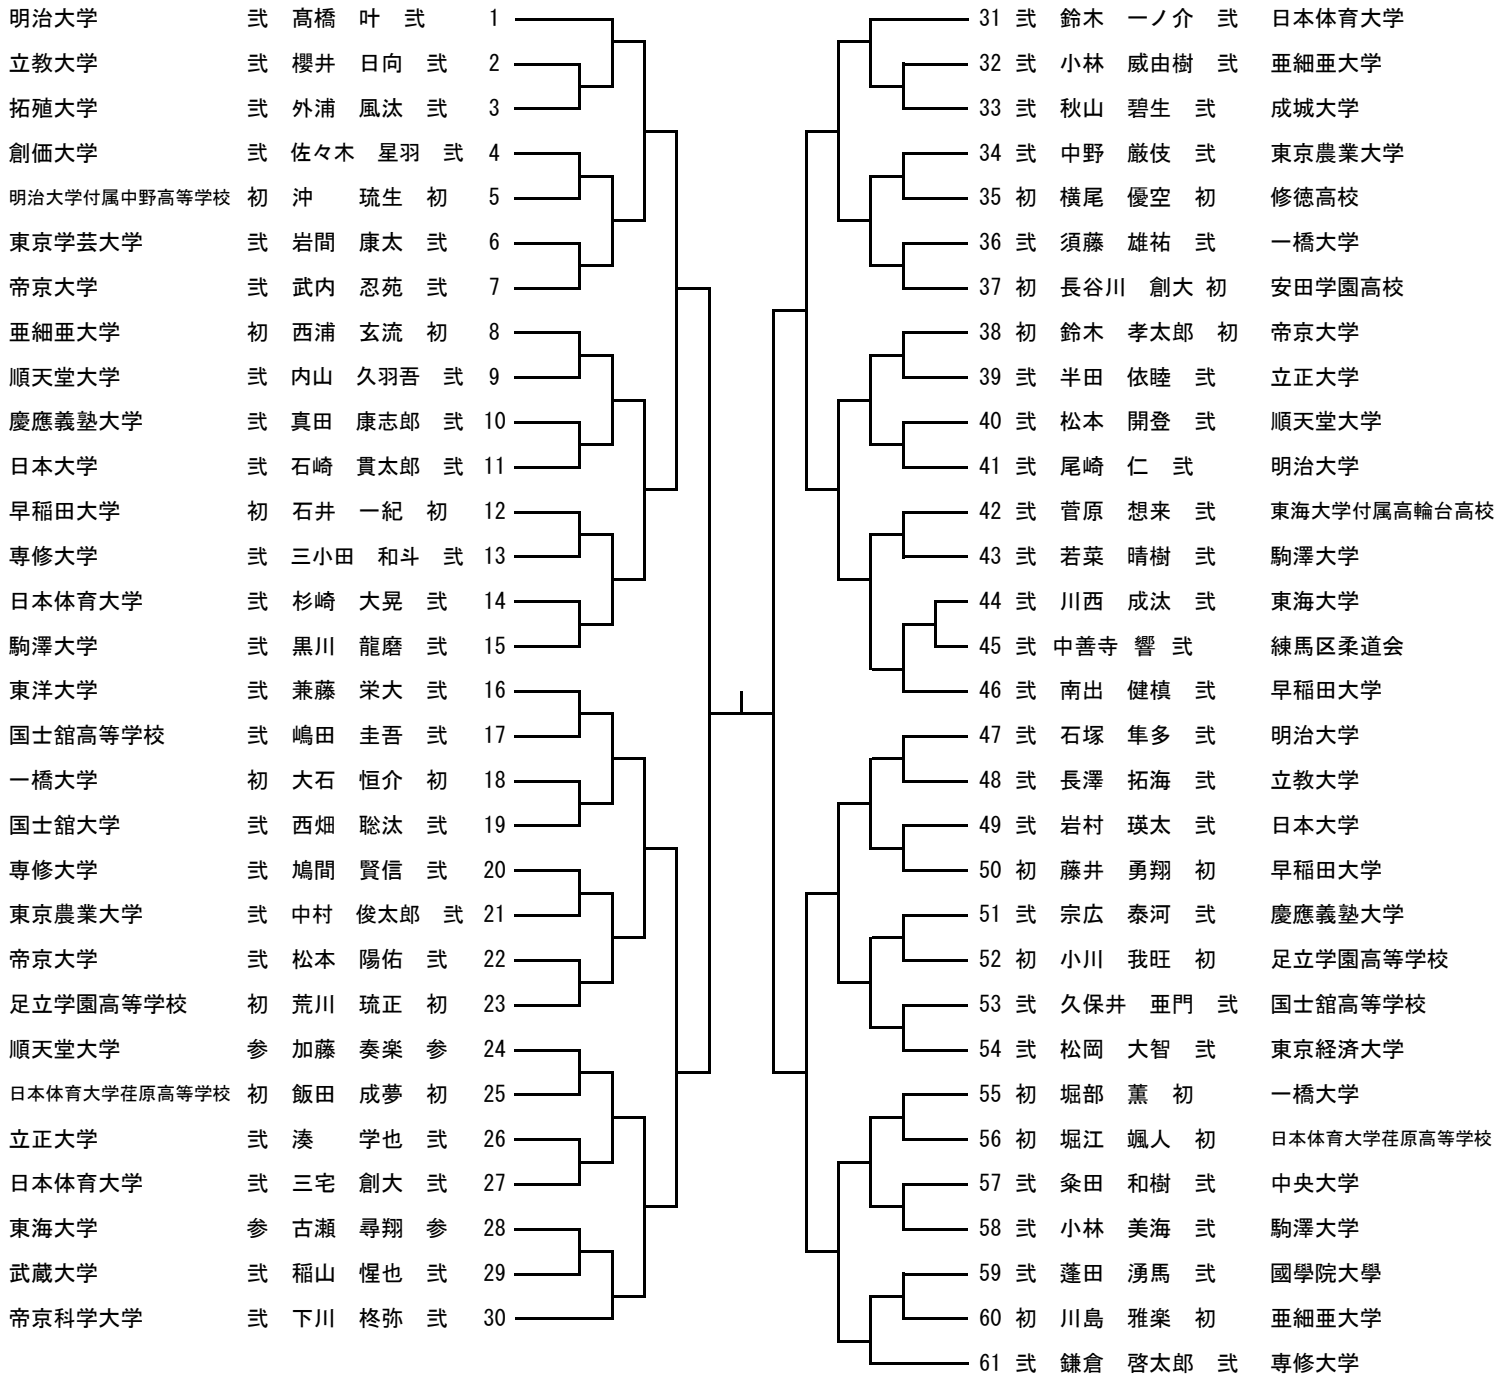 明治大学 弐 髙橋 叶 弐 1
立教大学 弐 櫻井 日向 弐 2
拓殖大学 弐 外浦 風汰 弐 3
創価大学 弐 佐々木 星羽 弐 4
明治大学付属中野高等学校 初 沖 琉生 初 5
東京学芸大学 弐 岩間 康太 弐 6
帝京大学 弐 武内 忍苑 弐 7
亜細亜大学 初 西浦 玄流 初 8
順天堂大学 弐 内山 久羽吾 弐 9
慶應義塾大学 弐 真田 康志郎 弐 10
日本大学 弐 石崎 貫太郎 弐 11
早稲田大学 初 石井 一紀 初 12
専修大学 弐 三小田 和斗 弐 13
日本体育大学 弐 杉崎 大晃 弐 14
駒澤大学 弐 黒川 龍磨 弐 15
東洋大学 弐 兼藤 栄大 弐 16
国士舘高等学校 弐 嶋田 圭吾 弐 17
一橋大学 初 大石 恒介 初 18
国士舘大学 弐 西畑 聡汰 弐 19
専修大学 弐 鳩間 賢信 弐 20
東京農業大学 弐 中村 俊太郎 弐 21
帝京大学 弐 松本 陽佑 弐 22
足立学園高等学校 初 荒川 琉正 初 23
順天堂大学 参 加藤 奏楽 参 24
日本体育大学荏原高等学校 初 飯田 成夢 初 25
立正大学 弐 湊 学也 弐 26
日本体育大学 弐 三宅 創大 弐 27
東海大学 参 古瀬 尋翔 参 28
武蔵大学 弐 稲山 惺也 弐 29
帝京科学大学 弐 下川 柊弥 弐 30
31 弐 鈴木 一ノ介 弐 日本体育大学
32 弐 小林 威由樹 弐 亜細亜大学
33 弐 秋山 碧生 弐 成城大学
34 弐 中野 厳伎 弐 東京農業大学
35 初 横尾 優空 初 修徳高校
36 弐 須藤 雄祐 弐 一橋大学
37 初 長谷川 創大 初 安田学園高校
38 初 鈴木 孝太郎 初 帝京大学
39 弐 半田 依睦 弐 立正大学
40 弐 松本 開登 弐 順天堂大学
41 弐 尾崎 仁 弐 明治大学
42 弐 菅原 想来 弐 東海大学付属高輪台高校
43 弐 若菜 晴樹 弐 駒澤大学
44 弐 川西 成汰 弐 東海大学
45 弐 中善寺 響 弐 練馬区柔道会
46 弐 南出 健槙 弐 早稲田大学
47 弐 石塚 隼多 弐 明治大学
48 弐 長澤 拓海 弐 立教大学
49 弐 岩村 瑛太 弐 日本大学
50 初 藤井 勇翔 初 早稲田大学
51 弐 宗広 泰河 弐 慶應義塾大学
52 初 小川 我旺 初 足立学園高等学校
53 弐 久保井 亜門 弐 国士舘高等学校
54 弐 松岡 大智 弐 東京経済大学
55 初 堀部 薫 初 一橋大学
56 初 堀江 颯人 初 日本体育大学荏原高等学校
57 弐 粂田 和樹 弐 中央大学
58 弐 小林 美海 弐 駒澤大学
59 弐 蓬田 湧馬 弐 國學院大學
60 初 川島 雅楽 初 亜細亜大学
61 弐 鎌倉 啓太郎 弐 専修大学